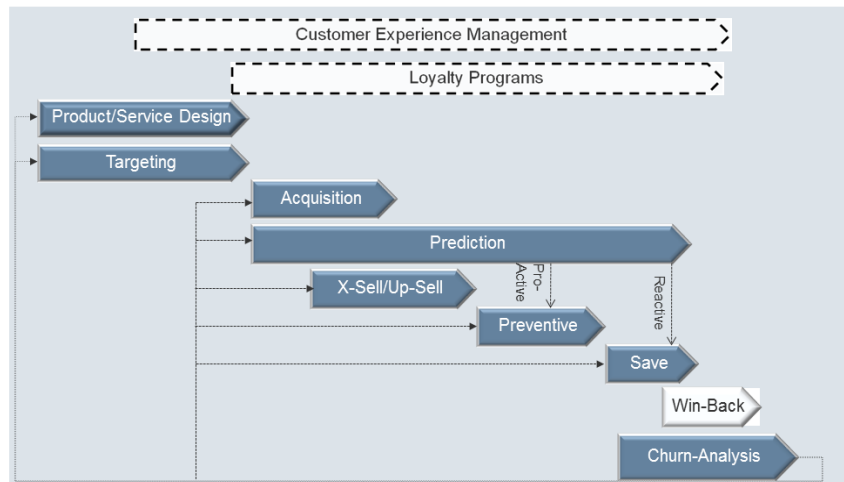 Customer Experience Management
Loyalty Programs
Product/Service Design
Targeting
Acquisition
Prediction
X-Sell/Up-Sell
Pro-
Active
Reactive
Preventive
Save
Win-Back
Churn-Analysis